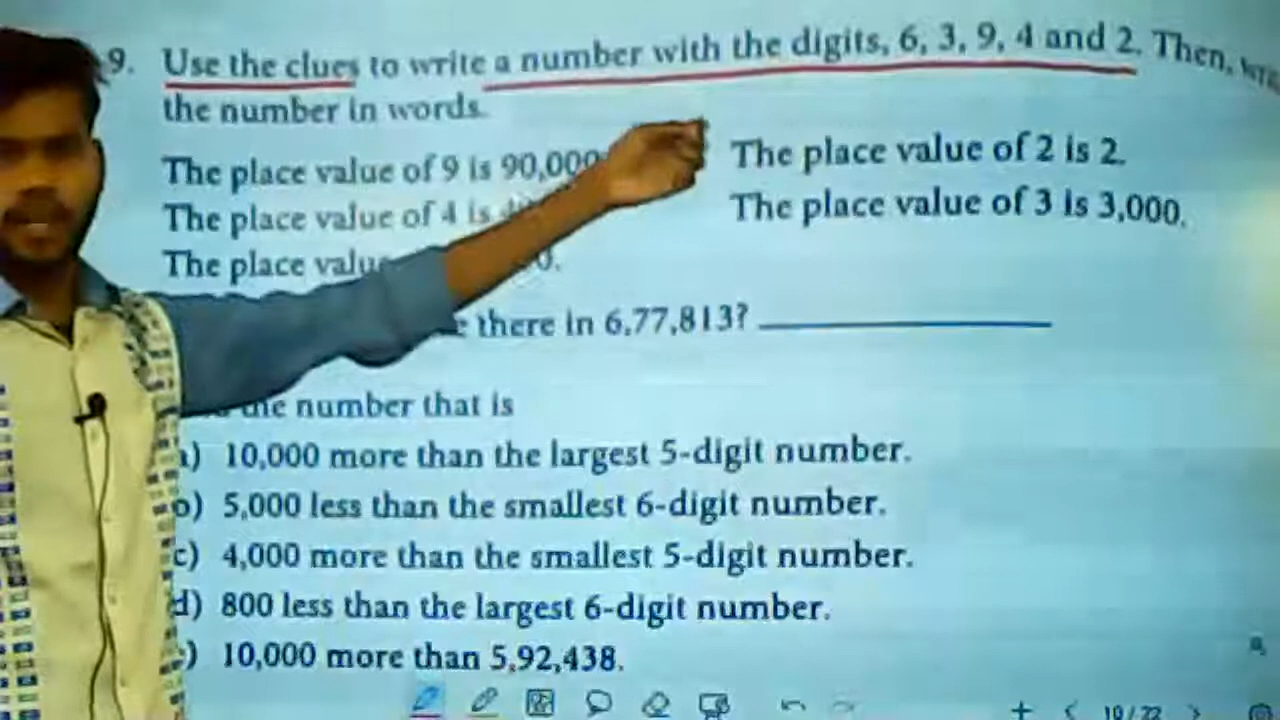 9. Use the clues to write a number with the digits, 6, 3, 9, 4 and 2. Then,
the number in words.
The place value of 9 is 90,000
The place value of 2 is 2.
The place value of 4 is
The place value of 3 is 3,000.
The place
there in 6,77,813?
the number that is
10,000 more than the largest 5-digit number.
5,000 less than the smallest 6-digit number.
c) 4,000 more than the smallest 5-digit number.
d) 800 less than the largest 6-digit number.
10,000 more than 5,92,438.
10/22